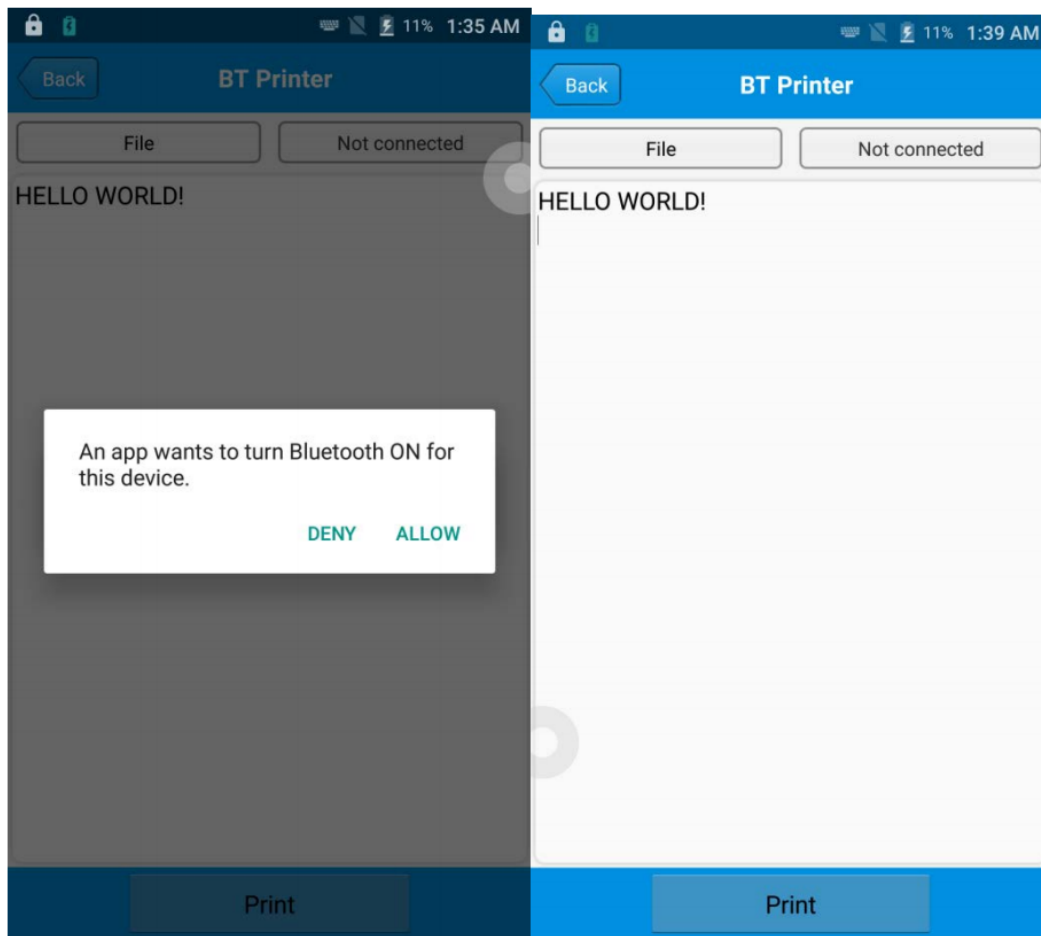 11% 1:35 AM
Back BT Printer
File Not connected
HELLO WORLD!
An app wants to turn Bluetooth ON for
this device.
DENY ALLOW
Print
11% 1:39 AM
Back BT Printer
File Not connected
HELLO WORLD!
Print